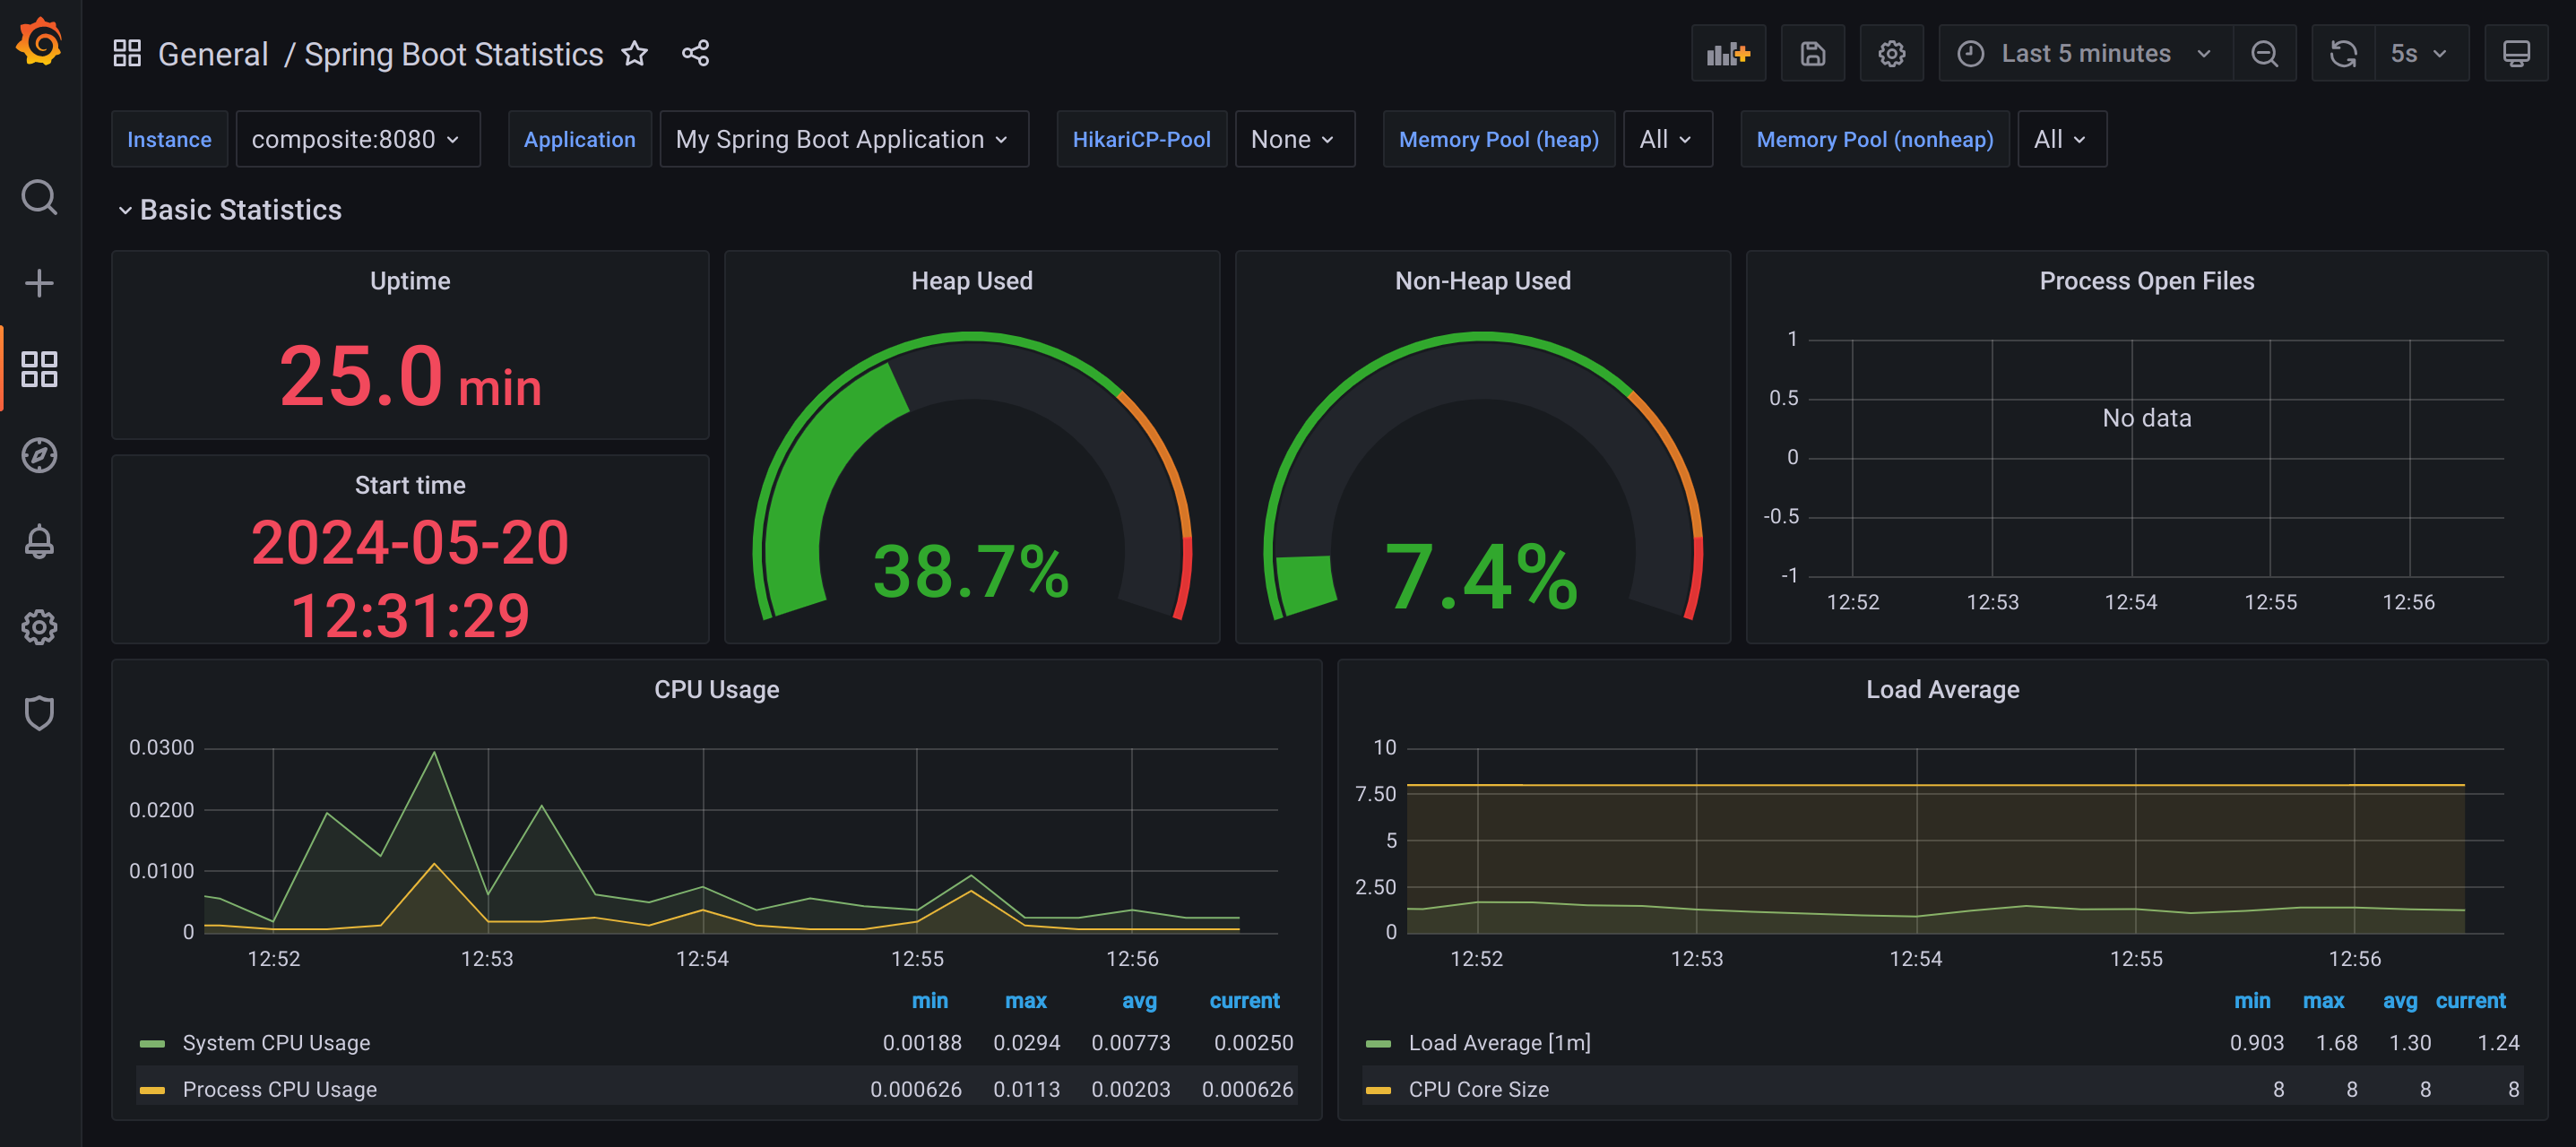 General / Spring Boot Statistics
Last 5 minutes
5s
Instance composite:8080 Application My Spring Boot Application HikariCP-Pool None Memory Pool (heap) All Memory Pool (nonheap) All
Basic Statistics
Uptime
25.0 min
Start time
2024-05-20
12:31:29
Heap Used
38.7%
Non-Heap Used
7.4%
Process Open Files
1
0.5
No data
0
-0.5
-1
12:52 12:53 12:54 12:55 12:56
CPU Usage
0.0300
0.0200
0.0100
0
12:52 12:53 12:54 12:55 12:56
min max avg current
System CPU Usage 0.00188 0.0294 0.00773 0.00250
Process CPU Usage 0.000626 0.0113 0.00203 0.000626
Load Average
10
7.50
5
2.50
0
12:52 12:53 12:54 12:55 12:56
min max avg current
Load Average [1m] 0.903 1.68 1.30 1.24
CPU Core Size 8 8 8 8